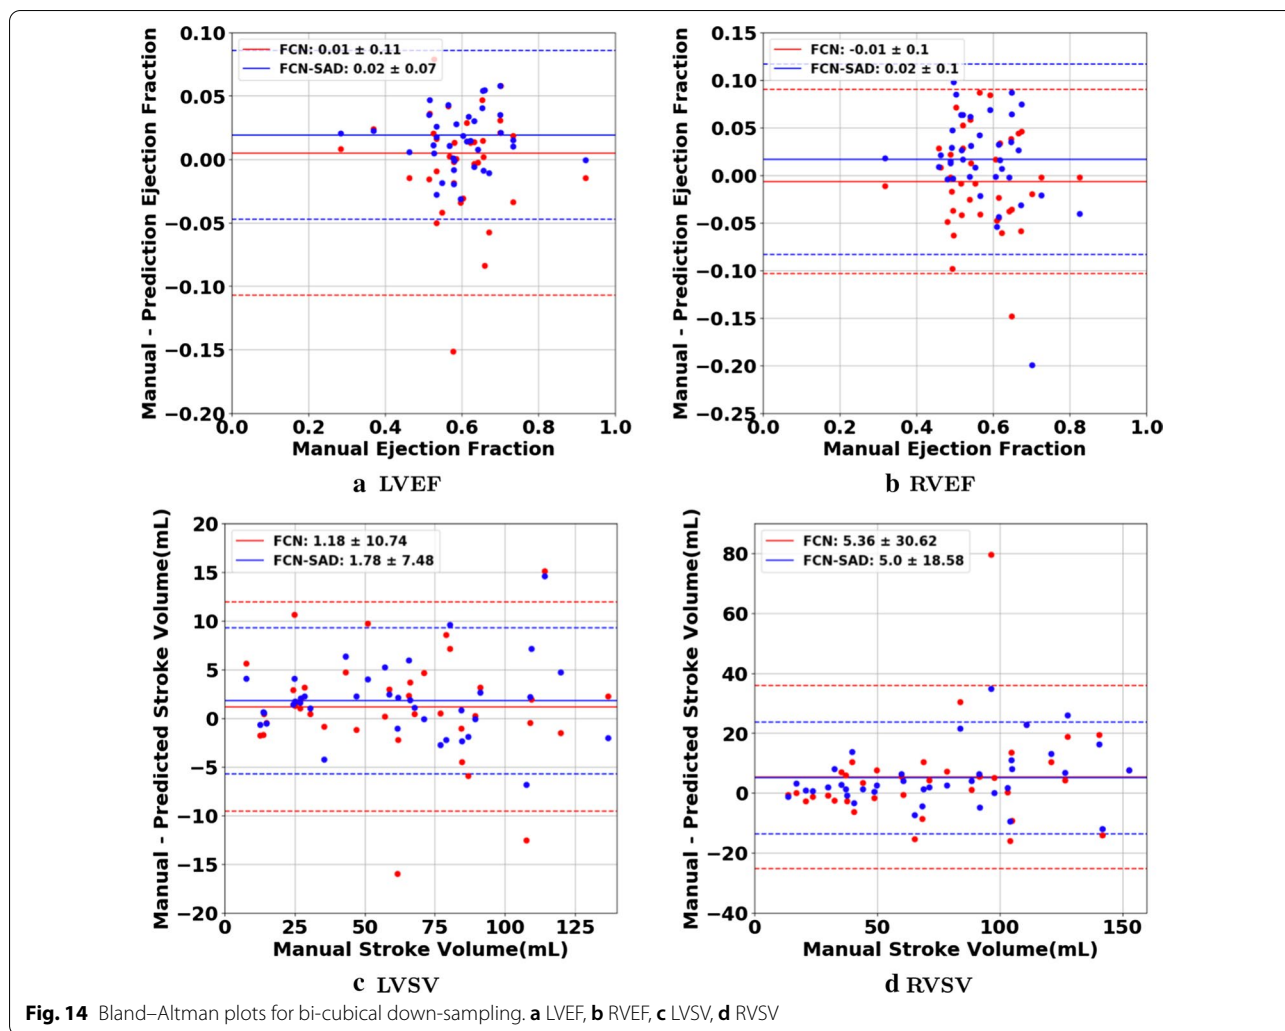 Manual - Prediction Ejection Fraction
0.10
0.05
0.00
−0.05
−0.10
−0.15
−0.20
FCN: 0.01 ± 0.11
FCN-SAD: 0.02 ± 0.07
0.0 0.2 0.4 0.6 0.8 1.0
Manual Ejection Fraction
a LVEF
Manual - Prediction Ejection Fraction
0.15
0.10
0.05
0.00
−0.05
−0.10
−0.15
−0.20
−0.25
FCN: -0.01 ± 0.1
FCN-SAD: 0.02 ± 0.1
0.0 0.2 0.4 0.6 0.8 1.0
Manual Ejection Fraction
b RVEF
Manual - Predicted Stroke Volume(mL)
20
15
10
5
0
−5
−10
−15
−20
FCN: 1.18 ± 10.74
FCN-SAD: 1.78 ± 7.48
0 25 50 75 100 125
Manual Stroke Volume(mL)
c LVSV
Manual - Predicted Stroke Volume(mL)
80
60
40
20
0
−20
−40
FCN: 5.36 ± 30.62
FCN-SAD: 5.0 ± 18.58
0 50 100 150
Manual Stroke Volume(mL)
d RVSV
Fig. 14 Bland–Altman plots for bi-cubical down-sampling. a LVEF, b RVEF, c LVSV, d RVSV